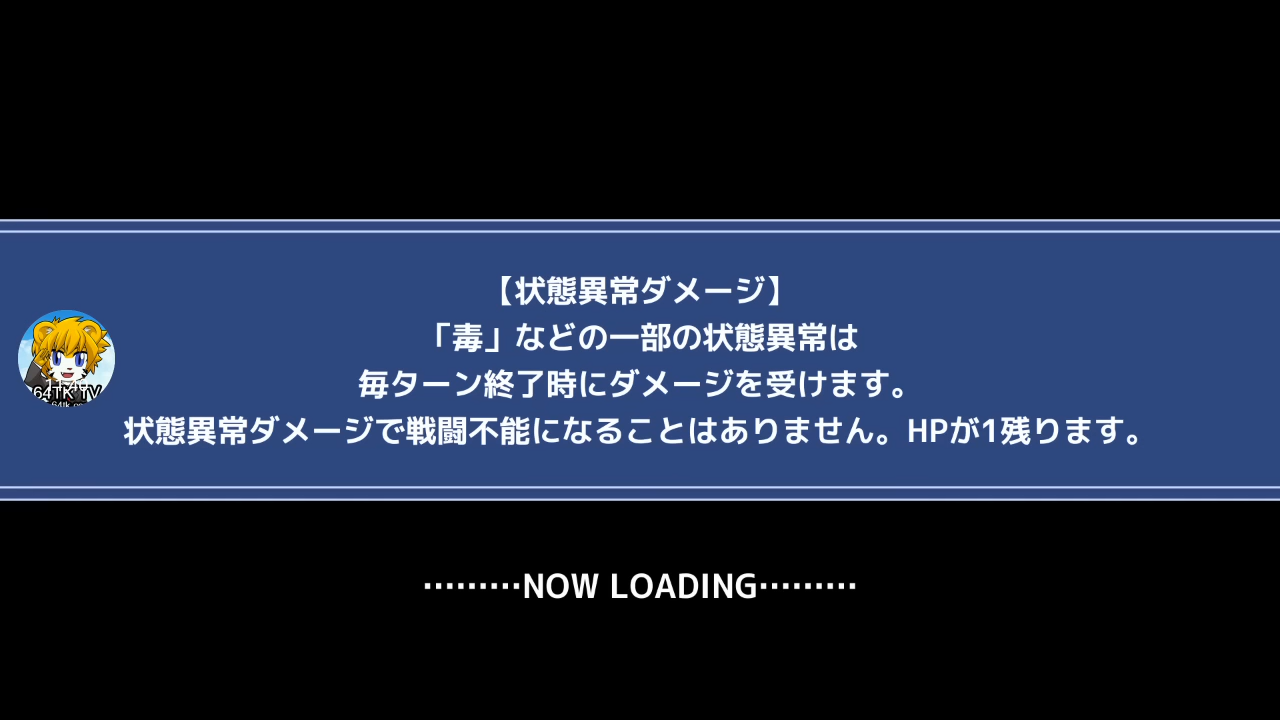 【状態異常ダメージ】
「毒」などの一部の状態異常は
毎ターン終了時にダメージを受けます。
状態異常ダメージで戦闘不能になることはありません。HPが1残ります。
64TK TV
………NOW LOADING………